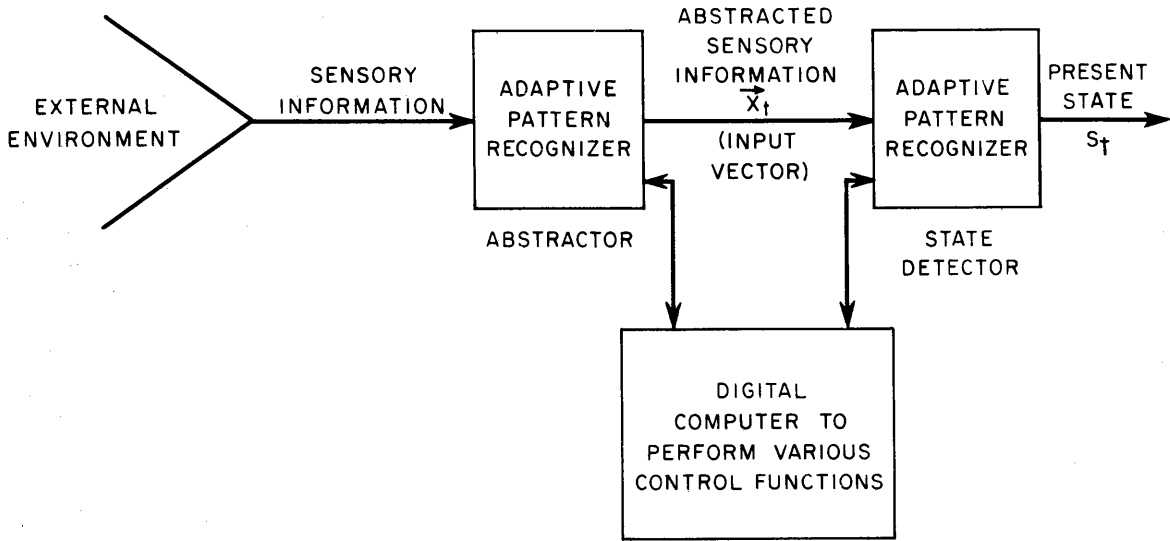 EXTERNAL
ENVIRONMENT
SENSORY
INFORMATION
ADAPTIVE
PATTERN
RECOGNIZER
ABSTRACTOR
ABSTRACTED
SENSORY
INFORMATION
X⃗t
(INPUT
VECTOR)
ADAPTIVE
PATTERN
RECOGNIZER
STATE
DETECTOR
PRESENT
STATE
St
DIGITAL
COMPUTER TO
PERFORM VARIOUS
CONTROL FUNCTIONS